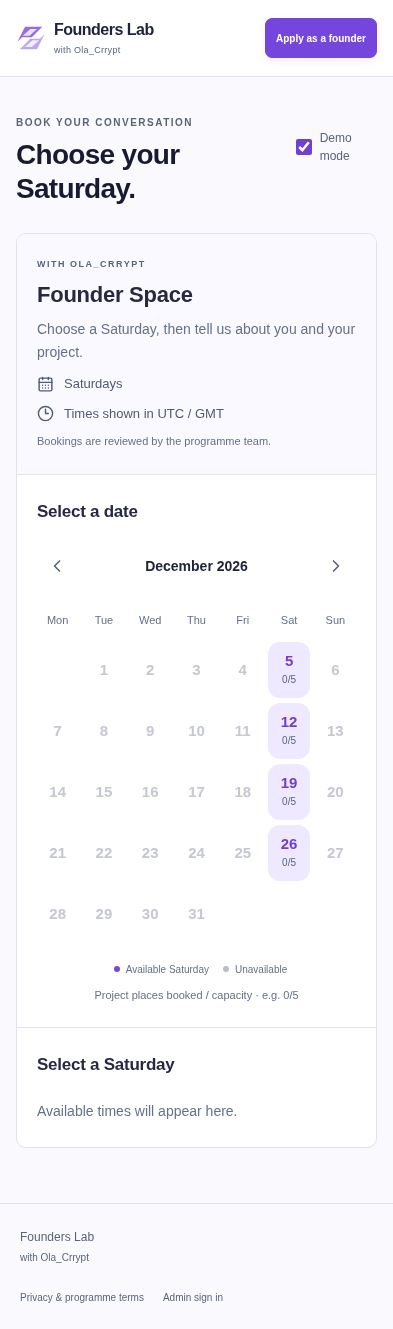 Founders Lab
with Ola_Crrypt
Apply as a founder
BOOK YOUR CONVERSATION
Choose your
Saturday.
Demo
mode
WITH OLA_CRRYPT
Founder Space
Choose a Saturday, then tell us about you and your
project.
Saturdays
Times shown in UTC / GMT
Bookings are reviewed by the programme team.
Select a date
December 2026
Mon Tue Wed Thu Fri Sat Sun
1 2 3 4 5 6
0/5
7 8 9 10 11 12 13
0/5
14 15 16 17 18 19 20
0/5
21 22 23 24 25 26 27
0/5
28 29 30 31
Available Saturday Unavailable
Project places booked / capacity · e.g. 0/5
Select a Saturday
Available times will appear here.
Founders Lab
with Ola_Crrypt
Privacy & programme terms Admin sign in